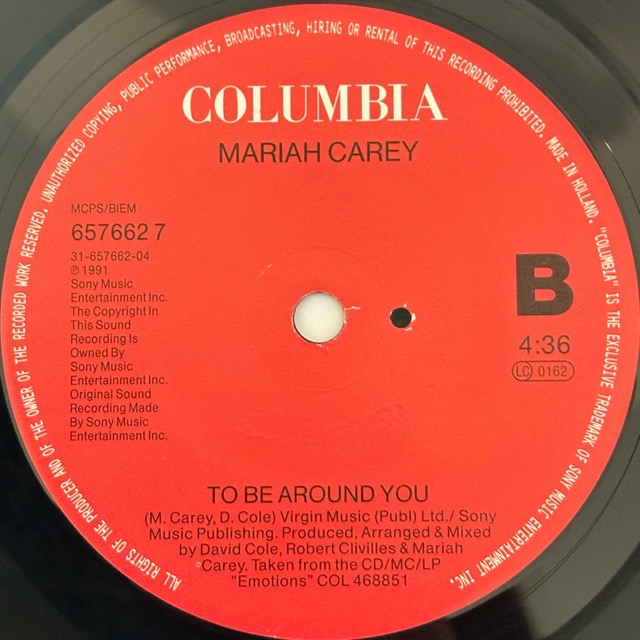 UNAUTHORIZED COPYING, PUBLIC PERFORMANCE, BROADCASTING, HIRING OR RENTAL OF THIS RECORDING PROHIBITED. MADE IN HOLLAND. "COLUMBIA" IS THE EXCLUSIVE TRADEMARK OF SONY MUSIC ENTERTAINMENT INC.
ALL RIGHTS OF THE PRODUCER AND OF THE OWNER OF THE RECORDED WORK RESERVED.
COLUMBIA
MARIAH CAREY
MCPS/BIEM
657662 7
31-657662-04
℗ 1991
Sony Music
Entertainment Inc.
The Copyright In
This Sound
Recording Is
Owned By
Sony Music
Entertainment Inc.
Original Sound
Recording Made
By Sony Music
Entertainment Inc.
B
4:36
LC 0162
TO BE AROUND YOU
(M. Carey, D. Cole) Virgin Music (Publ) Ltd./ Sony
Music Publishing. Produced, Arranged & Mixed
by David Cole, Robert Clivilles & Mariah
Carey. Taken from the CD/MC/LP
"Emotions" COL 468851